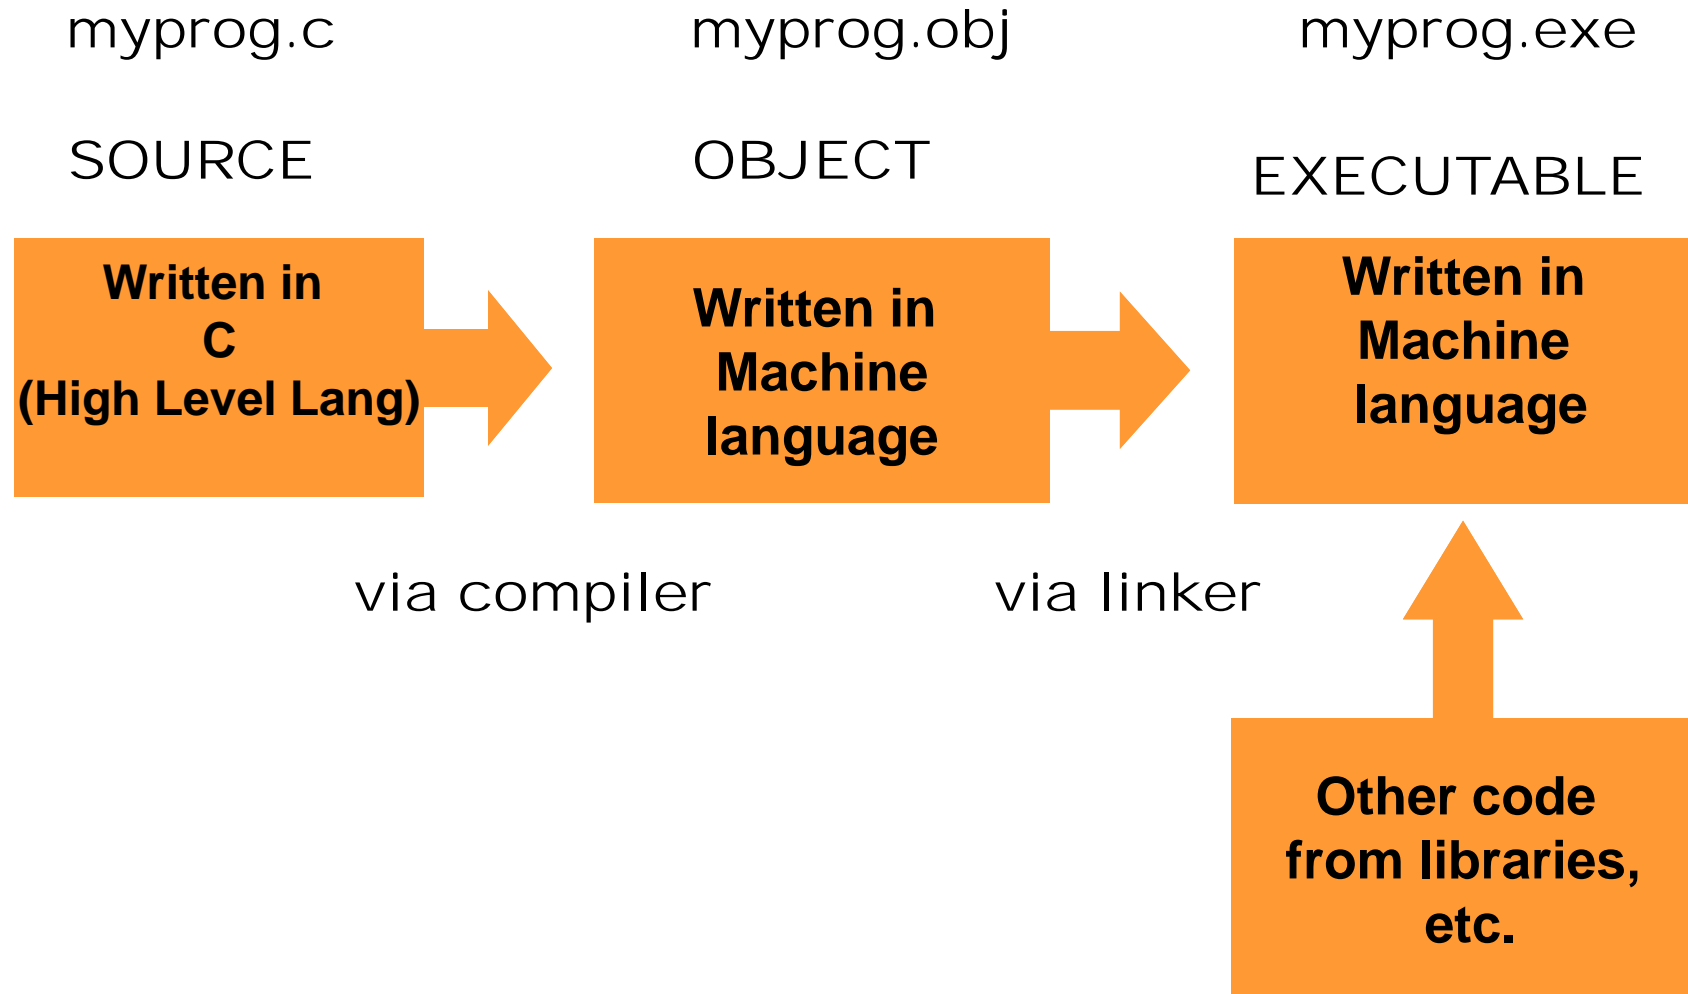 myprog.c
myprog.obj
myprog.exe
SOURCE
OBJECT
EXECUTABLE
Written in
C
(High Level Lang)
Written in
Machine
language
Written in
Machine
language
via compiler
via linker
Other code
from libraries,
etc.